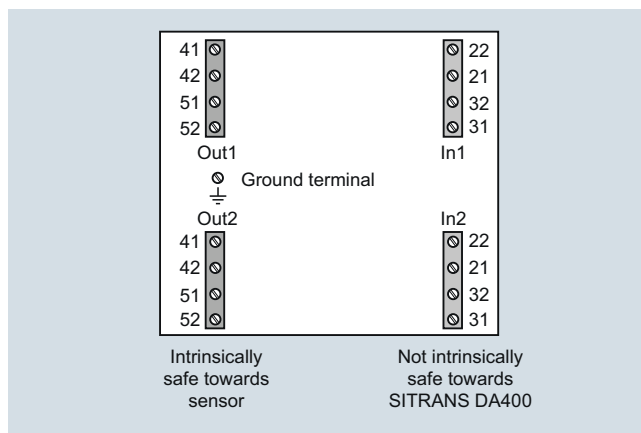 41 22
42 21
51 32
52 31
Out1 In1
Ground terminal
Out2 In2
41 22
42 21
51 32
52 31
Intrinsically
safe towards
sensor
Not intrinsically
safe towards
SITRANS DA400